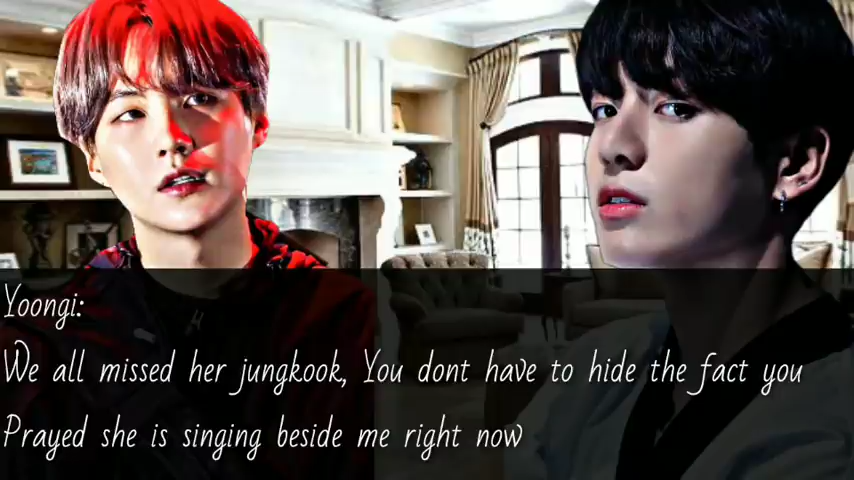 Yoongi:
We all missed her jungkook, You dont have to hide the fact you
Prayed she is singing beside me right now